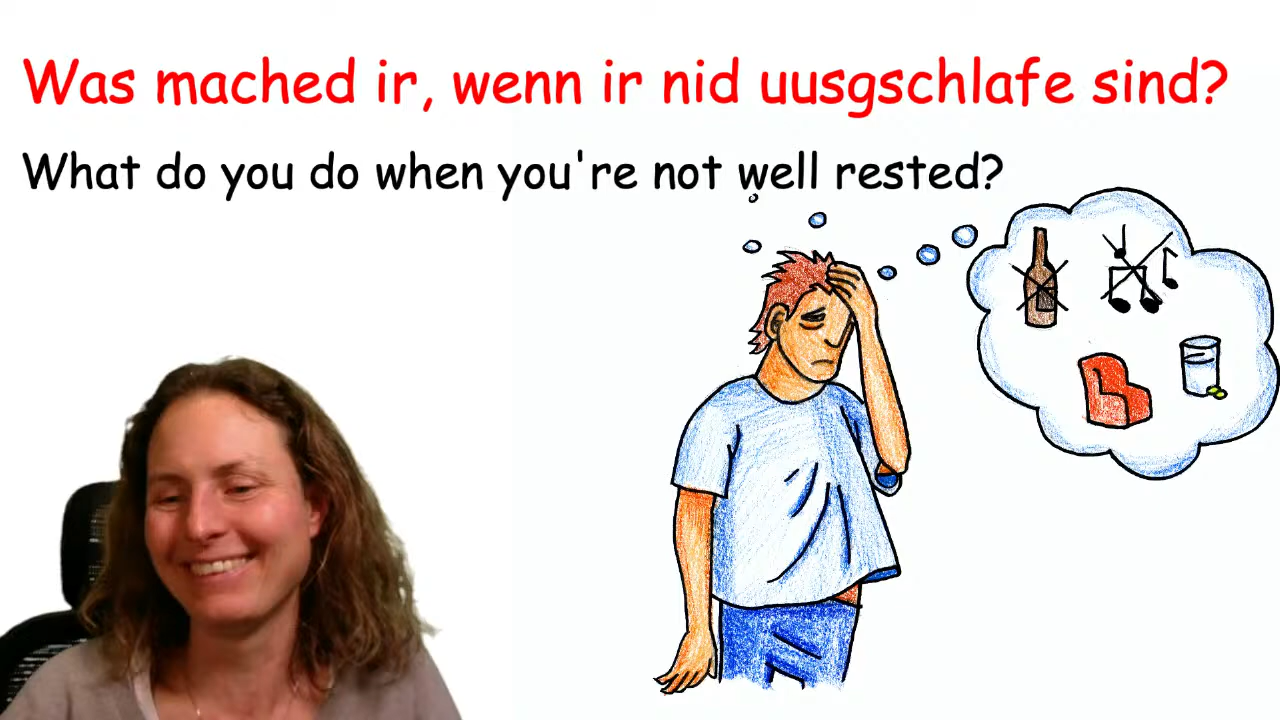 Was mached ir, wenn ir nid uusgschlafe sind?
What do you do when you're not well rested?